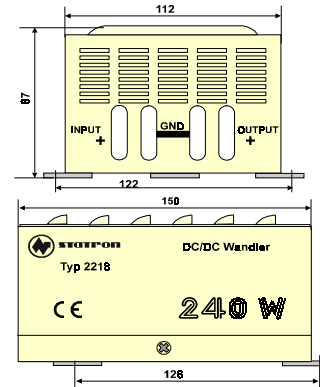 112
87
INPUT GND OUTPUT
+ +
122
150
STATRON DC/DC Wandler
Typ 2218
CE 240 W
126